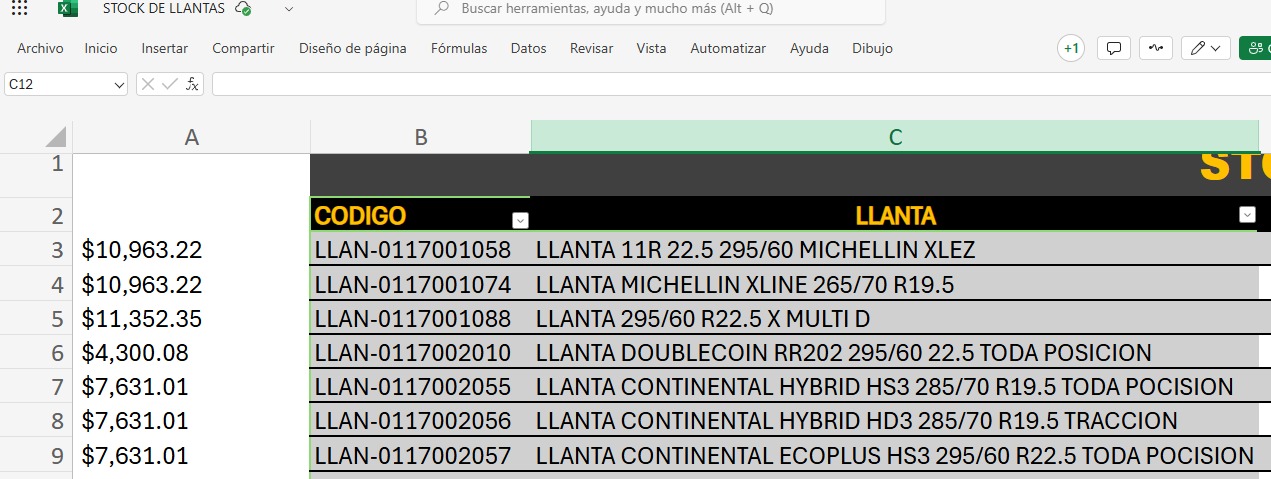 STOCK DE LLANTAS
Buscar herramientas, ayuda y mucho más (Alt + Q)
Archivo Inicio Insertar Compartir Diseño de página Fórmulas Datos Revisar Vista Automatizar Ayuda Dibujo +1
C12 fx
A B C
1 STO
2 CODIGO LLANTA
3 $10,963.22 LLAN-0117001058 LLANTA 11R 22.5 295/60 MICHELLIN XLEZ
4 $10,963.22 LLAN-0117001074 LLANTA MICHELLIN XLINE 265/70 R19.5
5 $11,352.35 LLAN-0117001088 LLANTA 295/60 R22.5 X MULTI D
6 $4,300.08 LLAN-0117002010 LLANTA DOUBLECOIN RR202 295/60 22.5 TODA POSICION
7 $7,631.01 LLAN-0117002055 LLANTA CONTINENTAL HYBRID HS3 285/70 R19.5 TODA POCISION
8 $7,631.01 LLAN-0117002056 LLANTA CONTINENTAL HYBRID HD3 285/70 R19.5 TRACCION
9 $7,631.01 LLAN-0117002057 LLANTA CONTINENTAL ECOPLUS HS3 295/60 R22.5 TODA POCISION